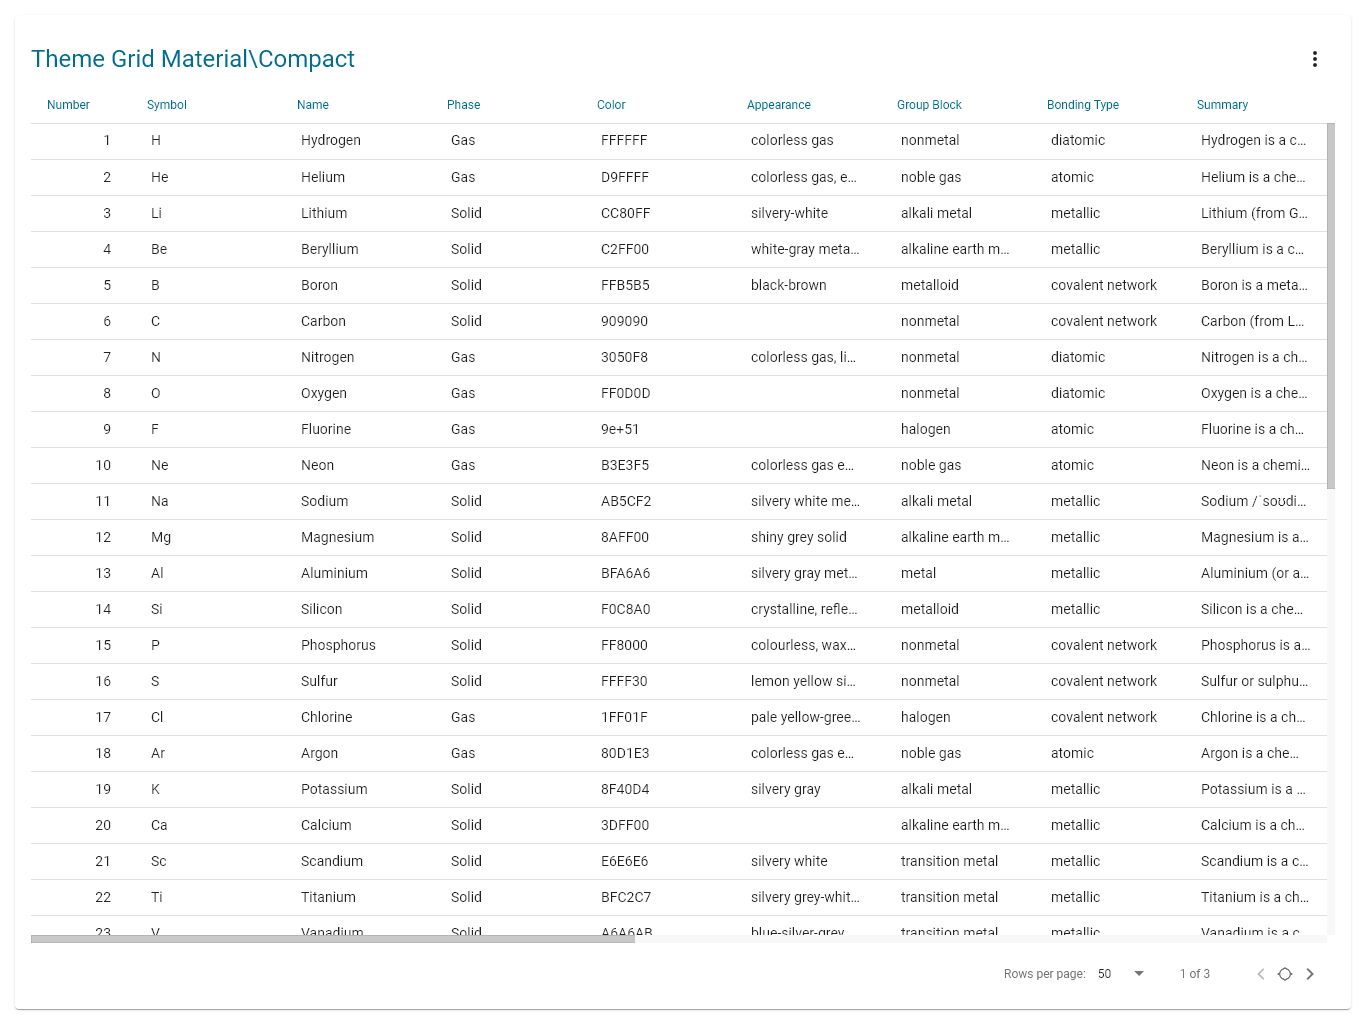 Theme Grid Material\Compact
Number Symbol Name Phase Color Appearance Group Block Bonding Type Summary
1 H Hydrogen Gas FFFFFF colorless gas nonmetal diatomic Hydrogen is a c...
2 He Helium Gas D9FFFF colorless gas, e... noble gas atomic Helium is a che...
3 Li Lithium Solid CC80FF silvery-white alkali metal metallic Lithium (from G...
4 Be Beryllium Solid C2FF00 white-gray meta... alkaline earth m... metallic Beryllium is a c...
5 B Boron Solid FFB5B5 black-brown metalloid covalent network Boron is a meta...
6 C Carbon Solid 909090 nonmetal covalent network Carbon (from L...
7 N Nitrogen Gas 3050F8 colorless gas, li... nonmetal diatomic Nitrogen is a ch...
8 O Oxygen Gas FF0D0D nonmetal diatomic Oxygen is a che...
9 F Fluorine Gas 9e+51 halogen atomic Fluorine is a ch...
10 Ne Neon Gas B3E3F5 colorless gas e... noble gas atomic Neon is a chemi...
11 Na Sodium Solid AB5CF2 silvery white me... alkali metal metallic Sodium /ˈsoʊdi...
12 Mg Magnesium Solid 8AFF00 shiny grey solid alkaline earth m... metallic Magnesium is a...
13 Al Aluminium Solid BFA6A6 silvery gray met... metal metallic Aluminium (or a...
14 Si Silicon Solid F0C8A0 crystalline, refle... metalloid metallic Silicon is a che...
15 P Phosphorus Solid FF8000 colourless, wax... nonmetal covalent network Phosphorus is a...
16 S Sulfur Solid FFFF30 lemon yellow si... nonmetal covalent network Sulfur or sulphu...
17 Cl Chlorine Gas 1FF01F pale yellow-gree... halogen covalent network Chlorine is a ch...
18 Ar Argon Gas 80D1E3 colorless gas e... noble gas atomic Argon is a che...
19 K Potassium Solid 8F40D4 silvery gray alkali metal metallic Potassium is a ...
20 Ca Calcium Solid 3DFF00 alkaline earth m... metallic Calcium is a ch...
21 Sc Scandium Solid E6E6E6 silvery white transition metal metallic Scandium is a c...
22 Ti Titanium Solid BFC2C7 silvery grey-whit... transition metal metallic Titanium is a ch...
23 V Vanadium Solid A6A6AB blue-silver-grey transition metal metallic Vanadium is a c...
Rows per page: 50 1 of 3